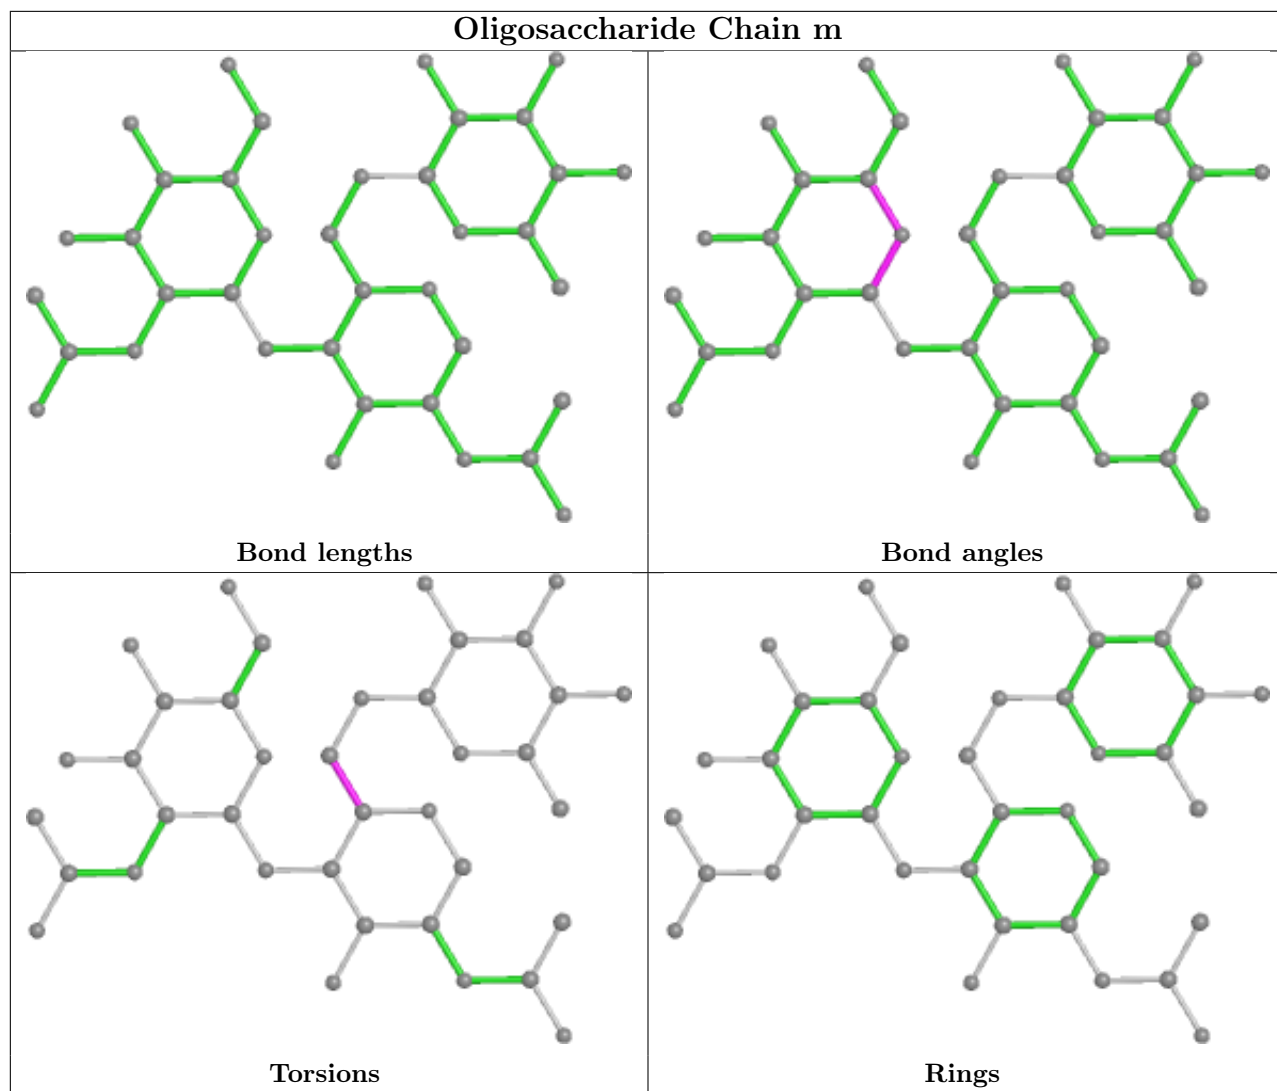 Oligosaccharide Chain m
Bond lengths
Bond angles
Torsions
Rings